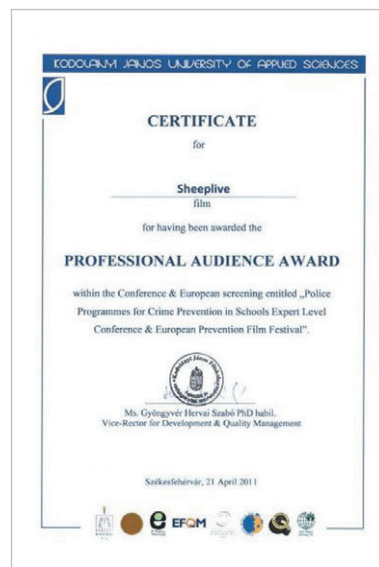 KODOLÁNYI JÁNOS UNIVERSITY OF APPLIED SCIENCES
CERTIFICATE
for
Sheeplive
film
for having been awarded the
PROFESSIONAL AUDIENCE AWARD
within the Conference & European screening entitled „Police
Programmes for Crime Prevention in Schools Expert Level
Conference & European Prevention Film Festival”.
Ms. Gyöngyvér Hervai Szabó PhD habil.
Vice-Rector for Development & Quality Management
Székesfehérvár, 21 April 2011
EFQM